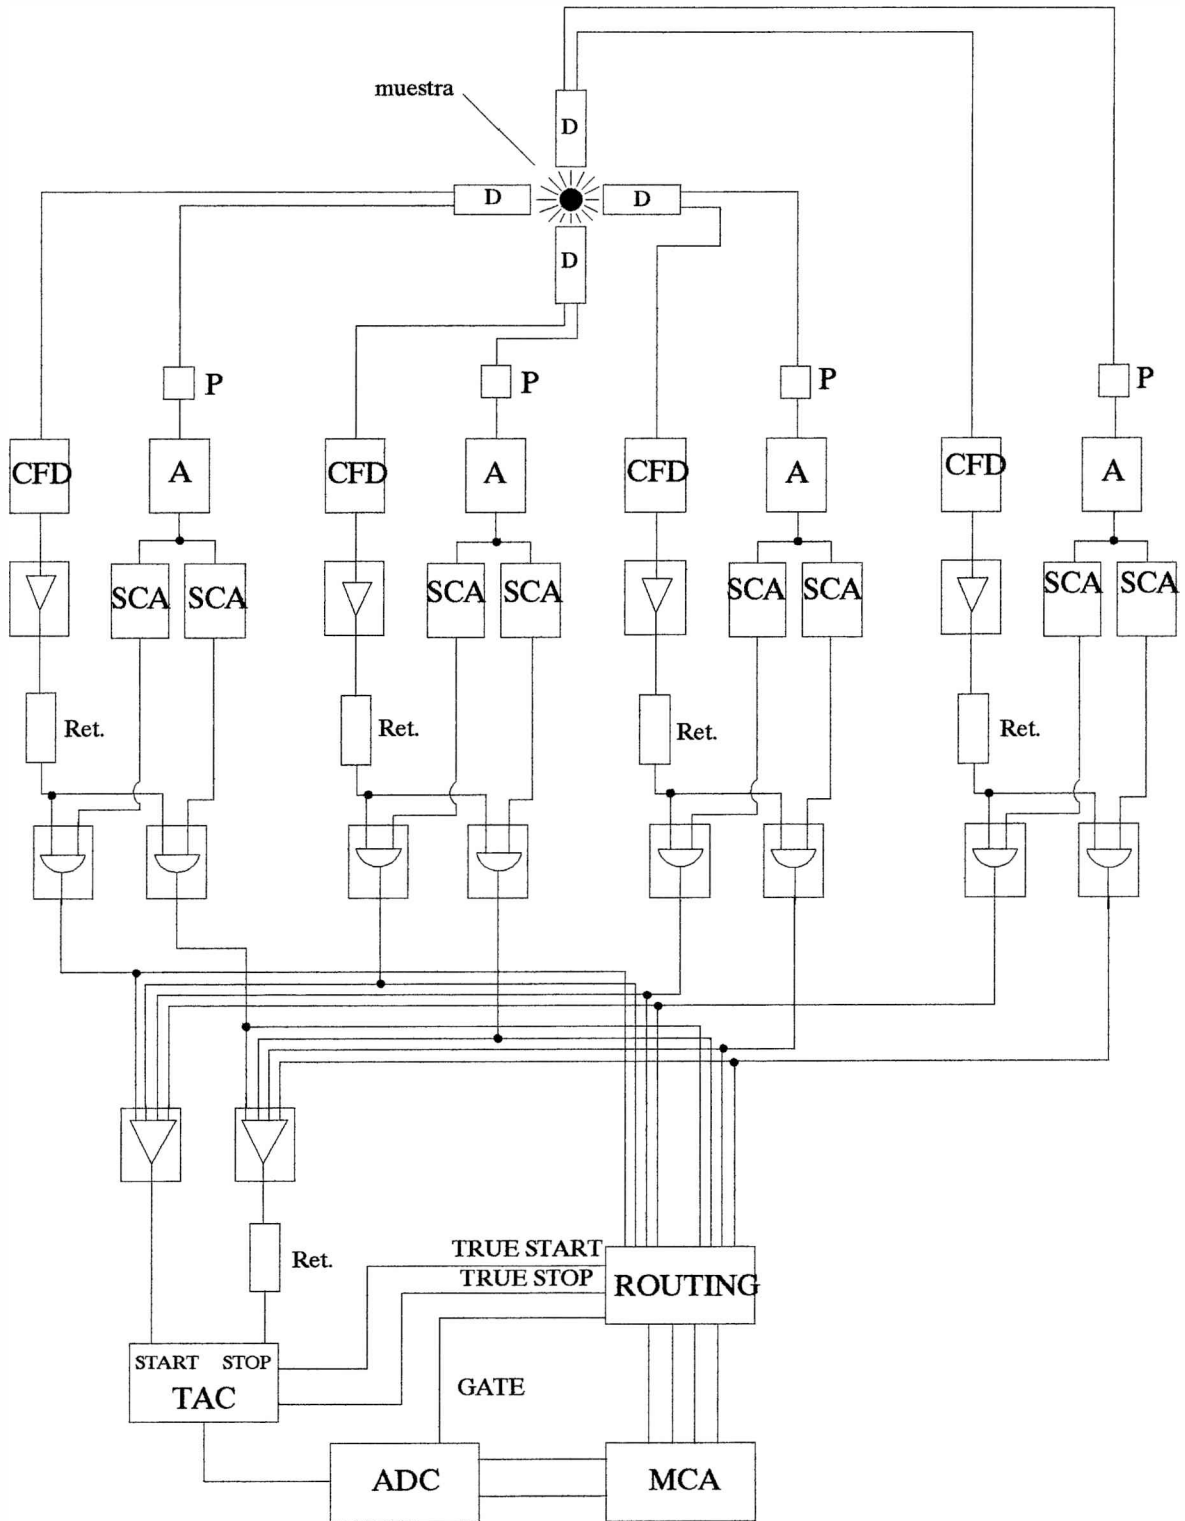 muestra
D
D
D
D
P
P
P
P
CFD
A
CFD
A
CFD
A
CFD
A
SCA
SCA
SCA
SCA
SCA
SCA
SCA
SCA
Ret.
Ret.
Ret.
Ret.
TRUE START
Ret.
TRUE STOP
ROUTING
START STOP
TAC
GATE
ADC
MCA